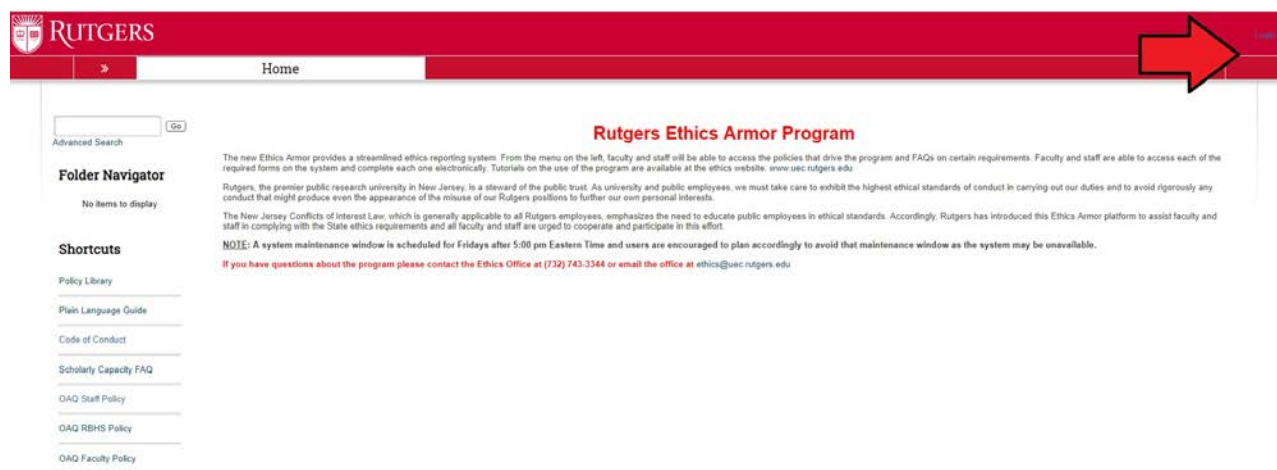 RUTGERS
Login
»
Home
Go
Advanced Search
Rutgers Ethics Armor Program
The new Ethics Armor provides a streamlined ethics reporting system. From the menu on the left, faculty and staff will be able to access the policies that drive the program and FAQs on certain requirements. Faculty and staff are able to access each of the
required forms on the system and complete each one electronically. Tutorials on the use of the program are available at the ethics website: www.uec.rutgers.edu
Folder Navigator
Rutgers, the premier public research university in New Jersey, is a steward of the public trust. As university and public employees, we must take care to exhibit the highest ethical standards of conduct in carrying out our duties and to avoid rigorously any
conduct that might produce even the appearance of the misuse of our Rutgers positions to further our own personal interests.
No items to display
The New Jersey Conflicts of Interest Law, which is generally applicable to all Rutgers employees, emphasizes the need to educate public employees in ethical standards. Accordingly, Rutgers has introduced this Ethics Armor platform to assist faculty and
staff in complying with the State ethics requirements and all faculty and staff are urged to cooperate and participate in this effort.
Shortcuts
NOTE: A system maintenance window is scheduled for Fridays after 5:00 pm Eastern Time and users are encouraged to plan accordingly to avoid that maintenance window as the system may be unavailable.
If you have questions about the program please contact the Ethics Office at (732) 743-3344 or email the office at ethics@uec.rutgers.edu
Policy Library
Plain Language Guide
Code of Conduct
Scholarly Capacity FAQ
OAQ Staff Policy
OAQ RBHS Policy
OAQ Faculty Policy